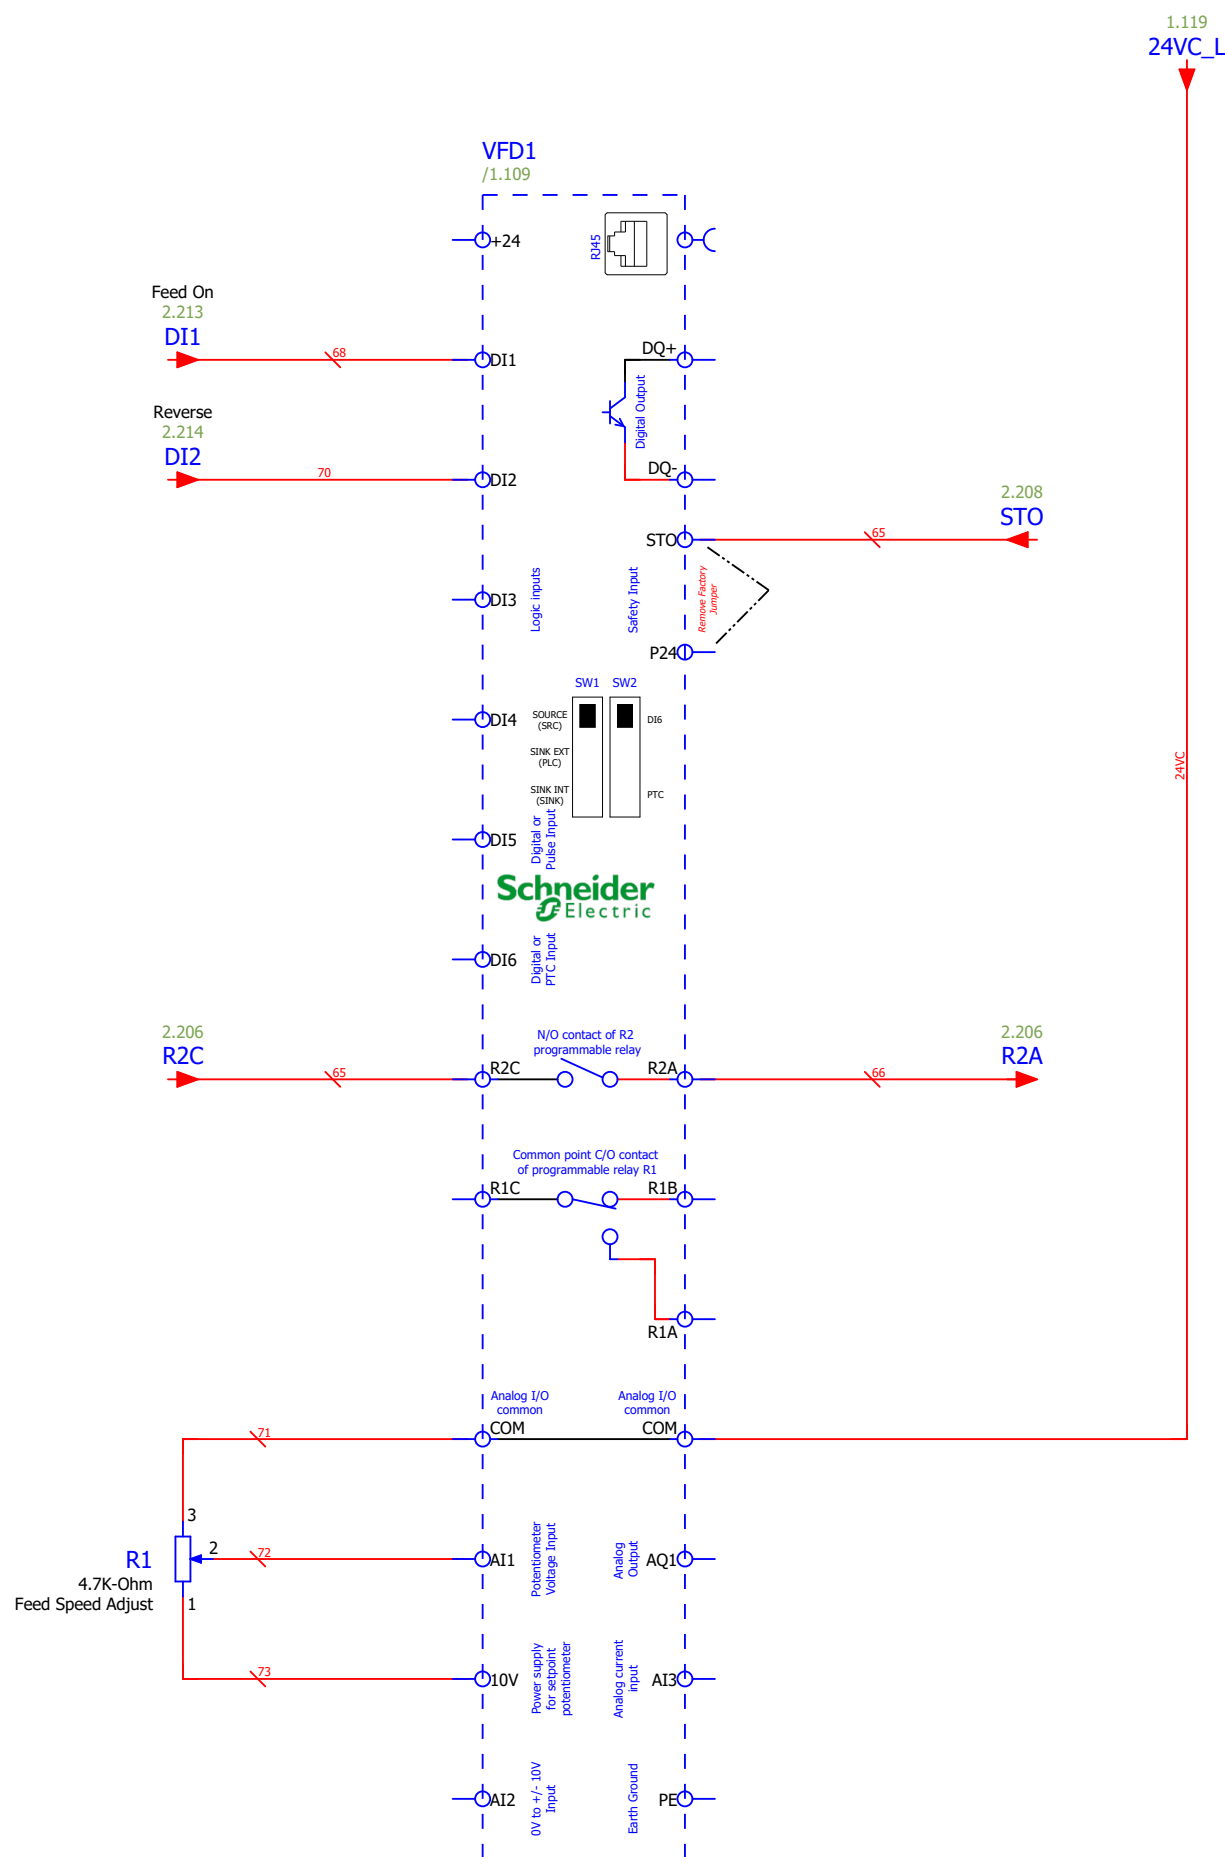 1.119
24VC_L
VFD1
/1.109
+24
RJ45
Feed On
2.213
DI1
68
DI1
DQ+
Digital Output
Reverse
2.214
DI2
70
DI2
DQ-
2.208
STO
STO
65
Remove Factory
Jumper
DI3
Logic inputs
Safety Input
P24
SW1
SW2
DI4
SOURCE
(SRC)
DI6
SINK EXT
(PLC)
SINK INT
(SINK)
PTC
24VC
DI5
Digital or
Pulse Input
Schneider
Electric
DI6
Digital or
PTC Input
2.206
R2C
65
N/O contact of R2
programmable relay
R2C
R2A
66
2.206
R2A
Common point C/O contact
of programmable relay R1
R1C
R1B
R1A
Analog I/O
common
Analog I/O
common
COM
COM
71
3
2
1
R1
4.7K-Ohm
Feed Speed Adjust
72
AI1
Potentiometer
Voltage Input
Analog
Output
AQ1
73
10V
Power supply
for setpoint
potentiometer
Analog current
input
AI3
AI2
0V to +/- 10V
Input
Earth Ground
PE